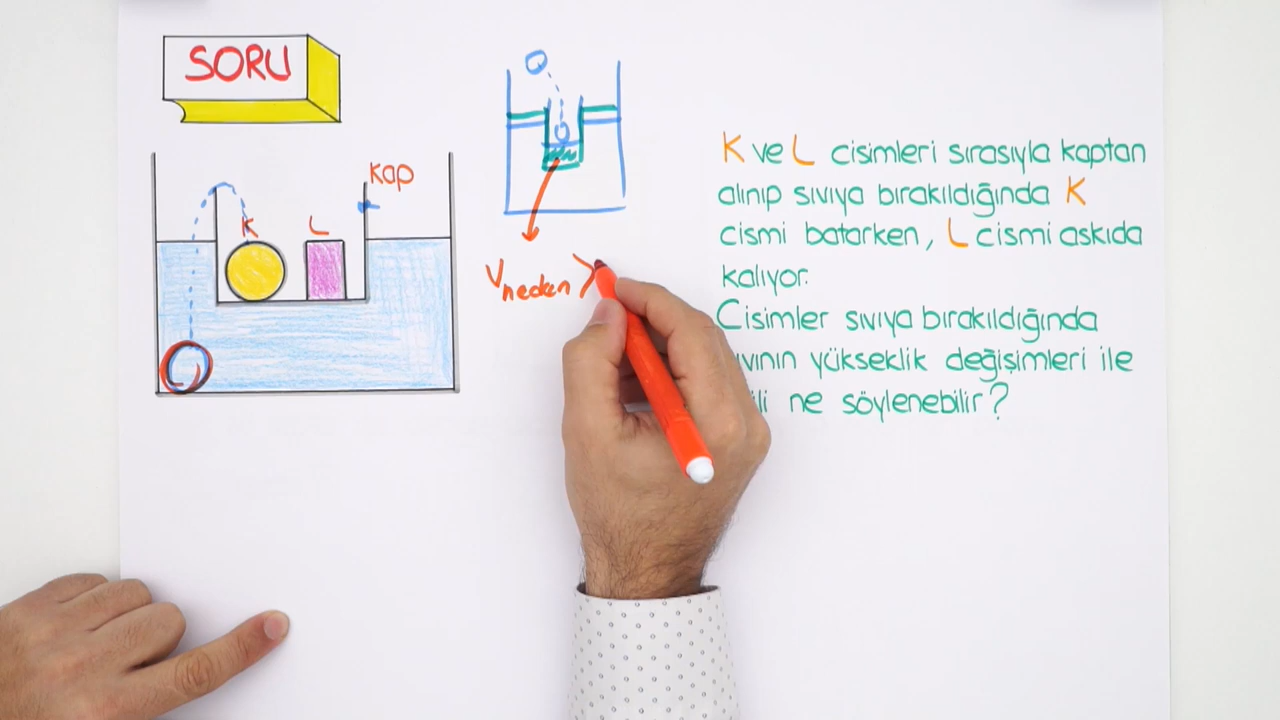 SORU
Kap
K L
Vneden >
K ve L cisimleri sırasıyla kaptan
alınıp sıvıya bırakıldığında K
cismi batarken, L cismi askıda
kalıyor.
Cisimler sıvıya bırakıldığında
yükseklik değişimleri ile
ne söylenebilir?